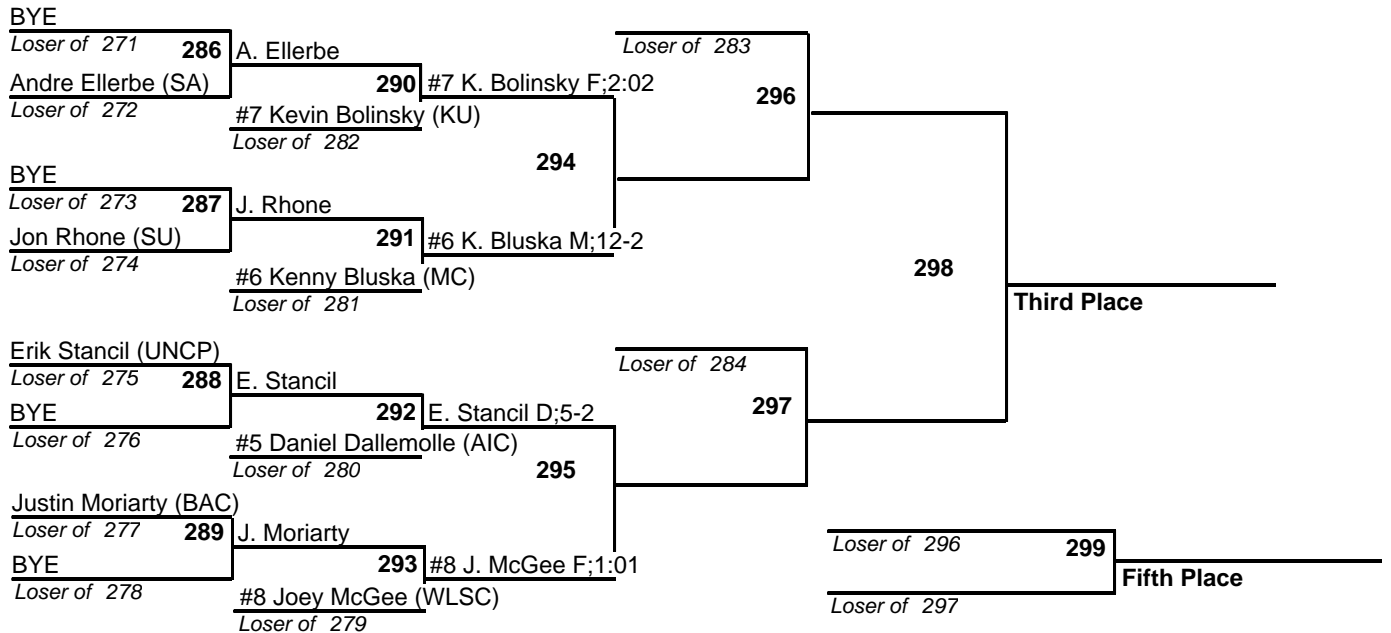 BYE
Loser of 271
286
Andre Ellerbe (SA)
Loser of 272
A. Ellerbe
290
#7 Kevin Bolinsky (KU)
Loser of 282
#7 K. Bolinsky F;2:02
294
BYE
Loser of 273
287
Jon Rhone (SU)
Loser of 274
J. Rhone
291
#6 Kenny Bluska (MC)
Loser of 281
#6 K. Bluska M;12-2
Loser of 283
296
298
Third Place
Erik Stancil (UNCP)
Loser of 275
288
BYE
Loser of 276
E. Stancil
292
#5 Daniel Dallemolle (AIC)
Loser of 280
E. Stancil D;5-2
295
Justin Moriarty (BAC)
Loser of 277
289
BYE
Loser of 278
J. Moriarty
293
#8 Joey McGee (WLSC)
Loser of 279
#8 J. McGee F;1:01
Loser of 284
297
Loser of 296
299
Loser of 297
Fifth Place